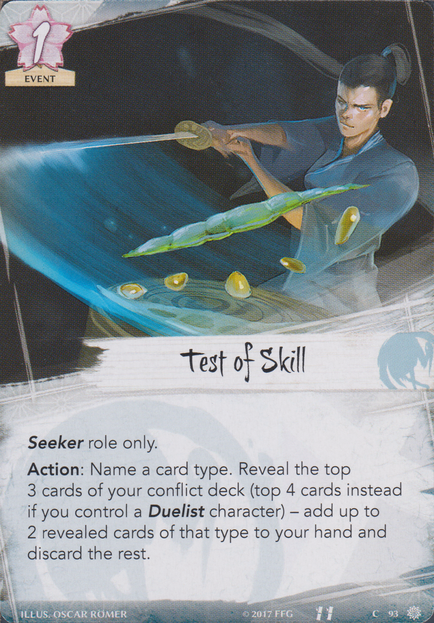 1
EVENT
Test of Skill
Seeker role only.
Action: Name a card type. Reveal the top
3 cards of your conflict deck (top 4 cards instead
if you control a Duelist character) – add up to
2 revealed cards of that type to your hand and
discard the rest.
ILLUS. OSCAR RÖMER © 2017 FFG C 93